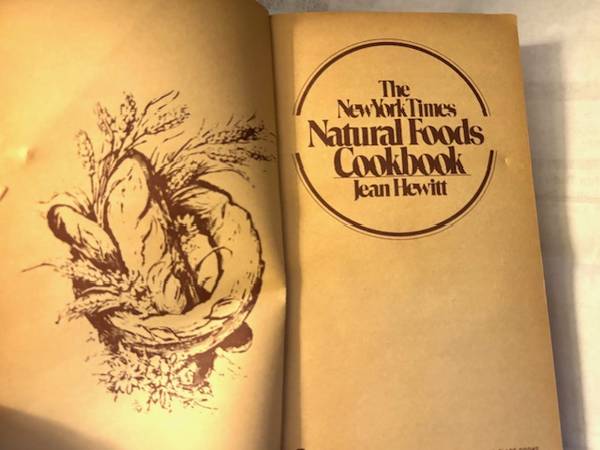 The
New York Times
Natural Foods
Cookbook
Jean Hewitt